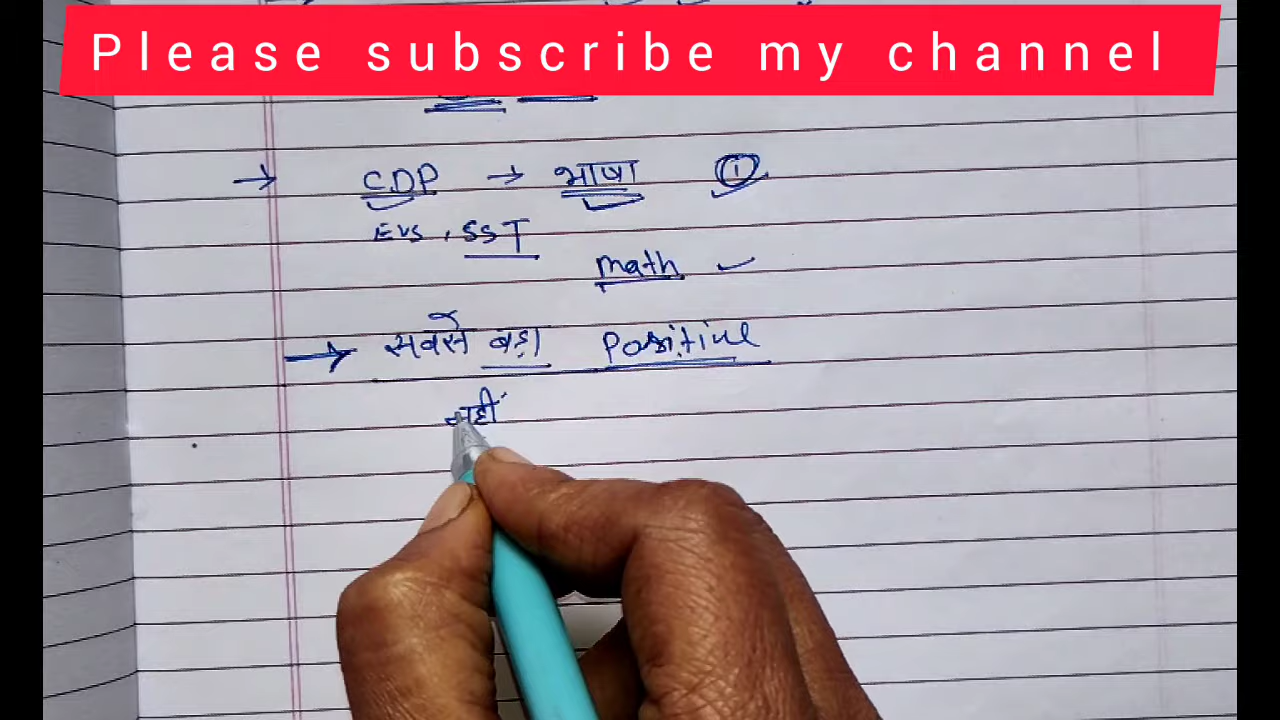 Please subscribe my channel
→ CDP → भाषा ①
EVS, SST
math ✓
→ सबसे बड़ा Positive
नहीं